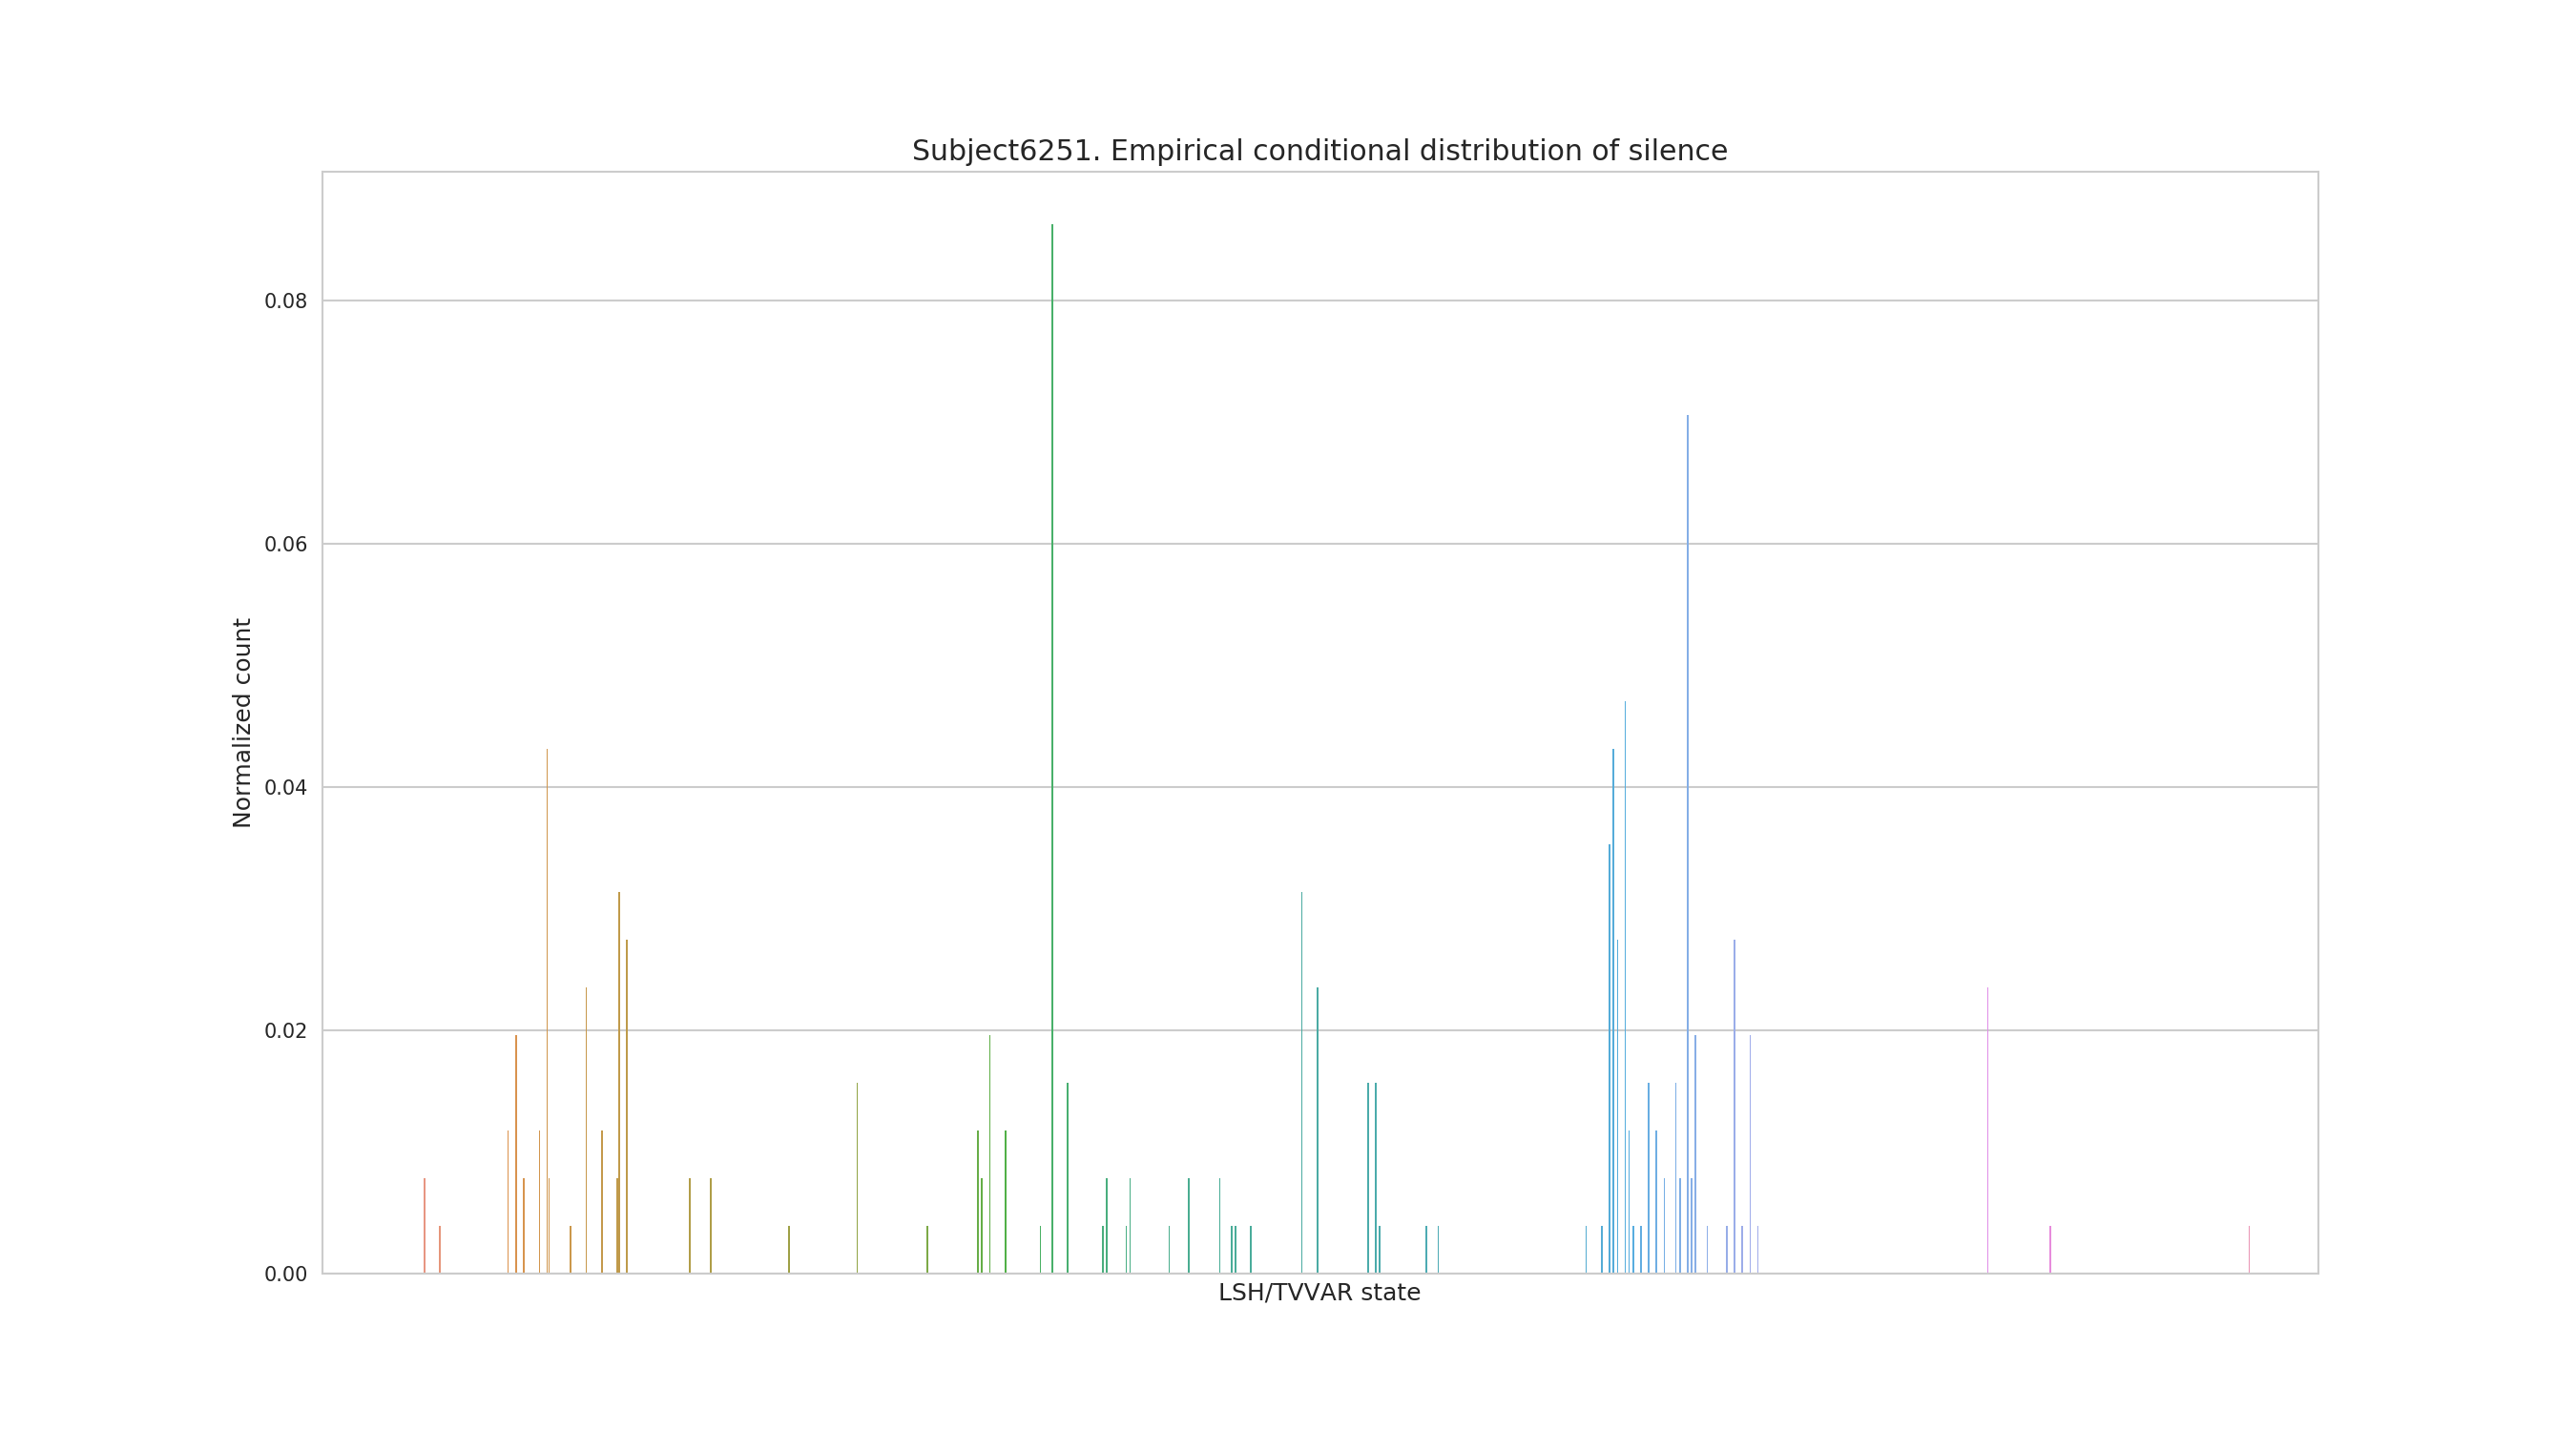 Subject6251. Empirical conditional distribution of silence
0.08
0.06
0.04
0.02
0.00
Normalized count
LSH/TVVAR state